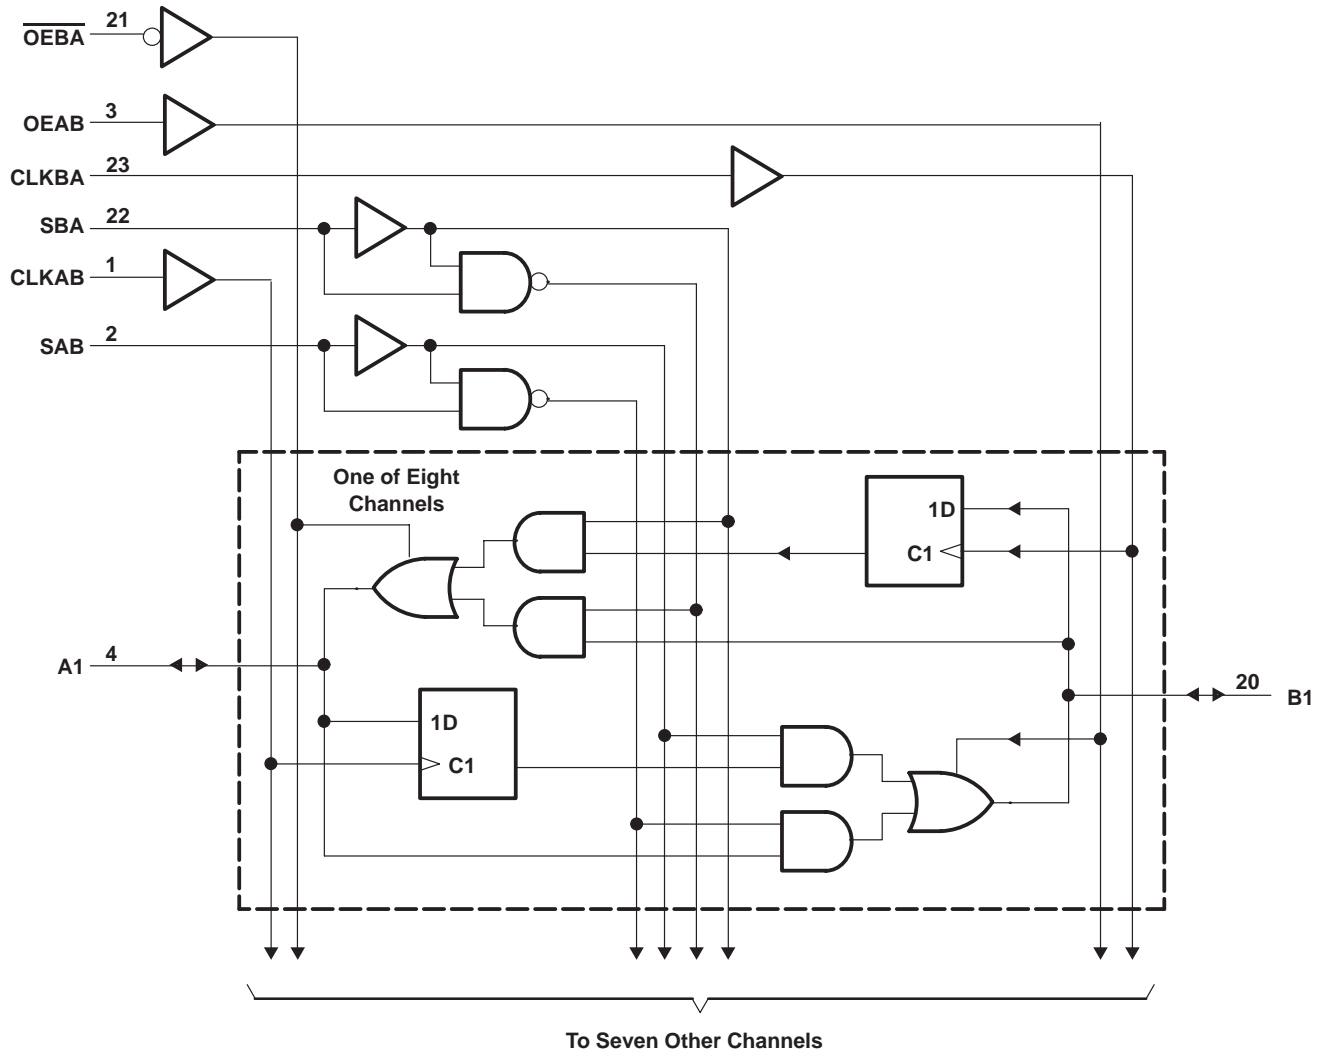 21
OEBA
3
OEAB
23
CLKBA
22
SBA
1
CLKAB
2
SAB
One of Eight
Channels
1D
C1
4
A1
1D
C1
20
B1
To Seven Other Channels